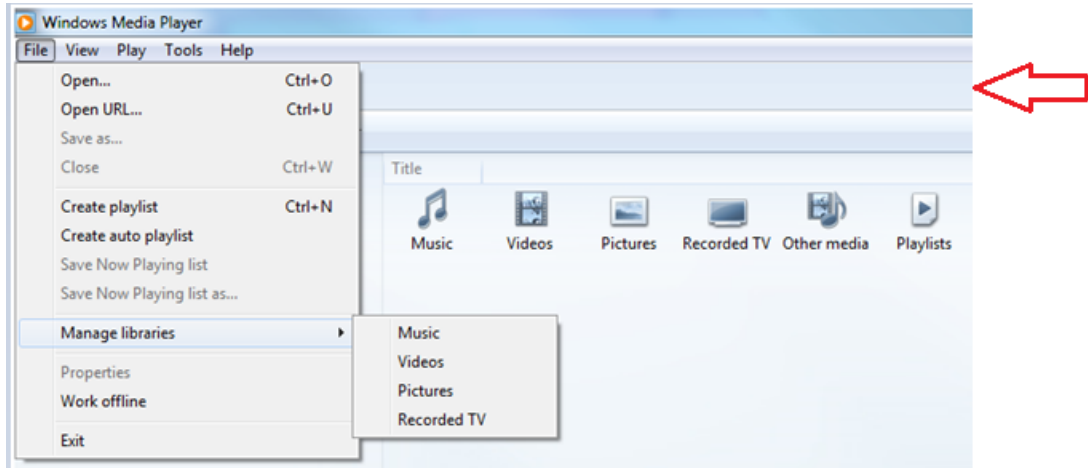 Windows Media Player
File View Play Tools Help
Open... Ctrl+O
Open URL... Ctrl+U
Save as...
Close Ctrl+W
Create playlist Ctrl+N
Create auto playlist
Save Now Playing list
Save Now Playing list as...
Manage libraries
Properties
Work offline
Exit
Music
Videos
Pictures
Recorded TV
Title
Music Videos Pictures Recorded TV Other media Playlists